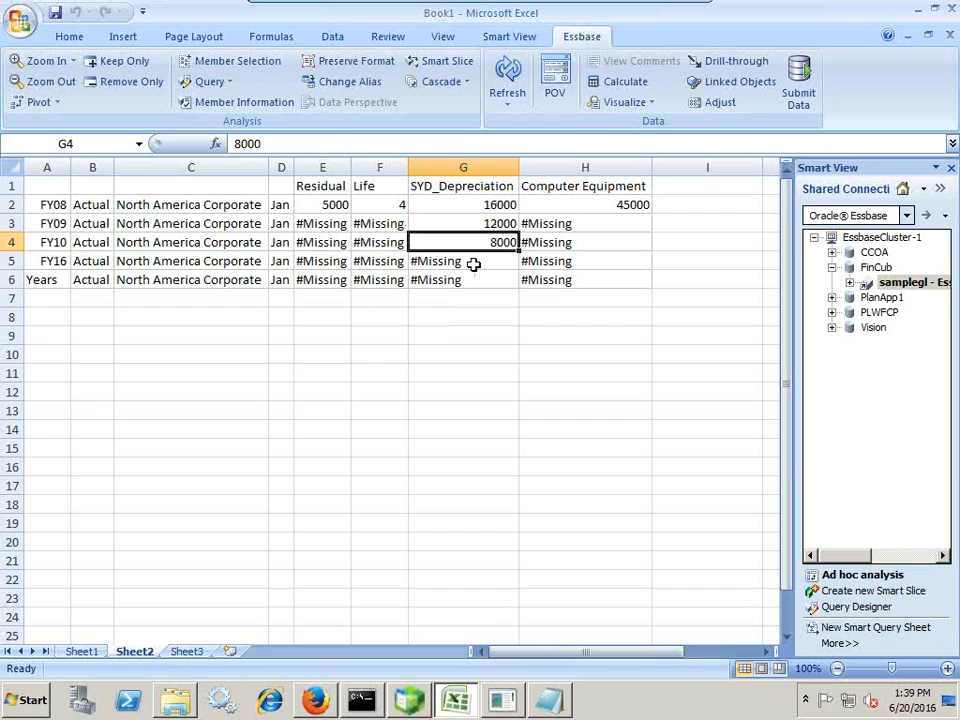 Book1 - Microsoft Excel
Home Insert Page Layout Formulas Data Review View Smart View Essbase
Zoom In Keep Only Member Selection Preserve Format Smart Slice Refresh POV View Comments Drill-through Submit Data
Zoom Out Remove Only Query Change Alias Cascade Calculate Linked Objects
Pivot Member Information Data Perspective Visualize Adjust
Analysis Data
G4 fx 8000
A B C D E F G H I
1 Residual Life SYD_Depreciation Computer Equipment
2 FY08 Actual North America Corporate Jan 5000 4 16000 45000
3 FY09 Actual North America Corporate Jan #Missing #Missing 12000 #Missing
4 FY10 Actual North America Corporate Jan #Missing #Missing 8000 #Missing
5 FY16 Actual North America Corporate Jan #Missing #Missing #Missing #Missing
6 Years Actual North America Corporate Jan #Missing #Missing #Missing #Missing
7
8
9
10
11
12
13
14
15
16
17
18
19
20
21
22
23
24
25
Smart View
Shared Connecti
Oracle® Essbase
EssbaseCluster-1
CCOA
FinCub
samplegl - Ess
PlanApp1
PLWFCP
Vision
Ad hoc analysis
Create new Smart Slice
Query Designer
New Smart Query Sheet
More>>
Sheet1 Sheet2 Sheet3
Ready 100%
Start 1:39 PM
6/20/2016